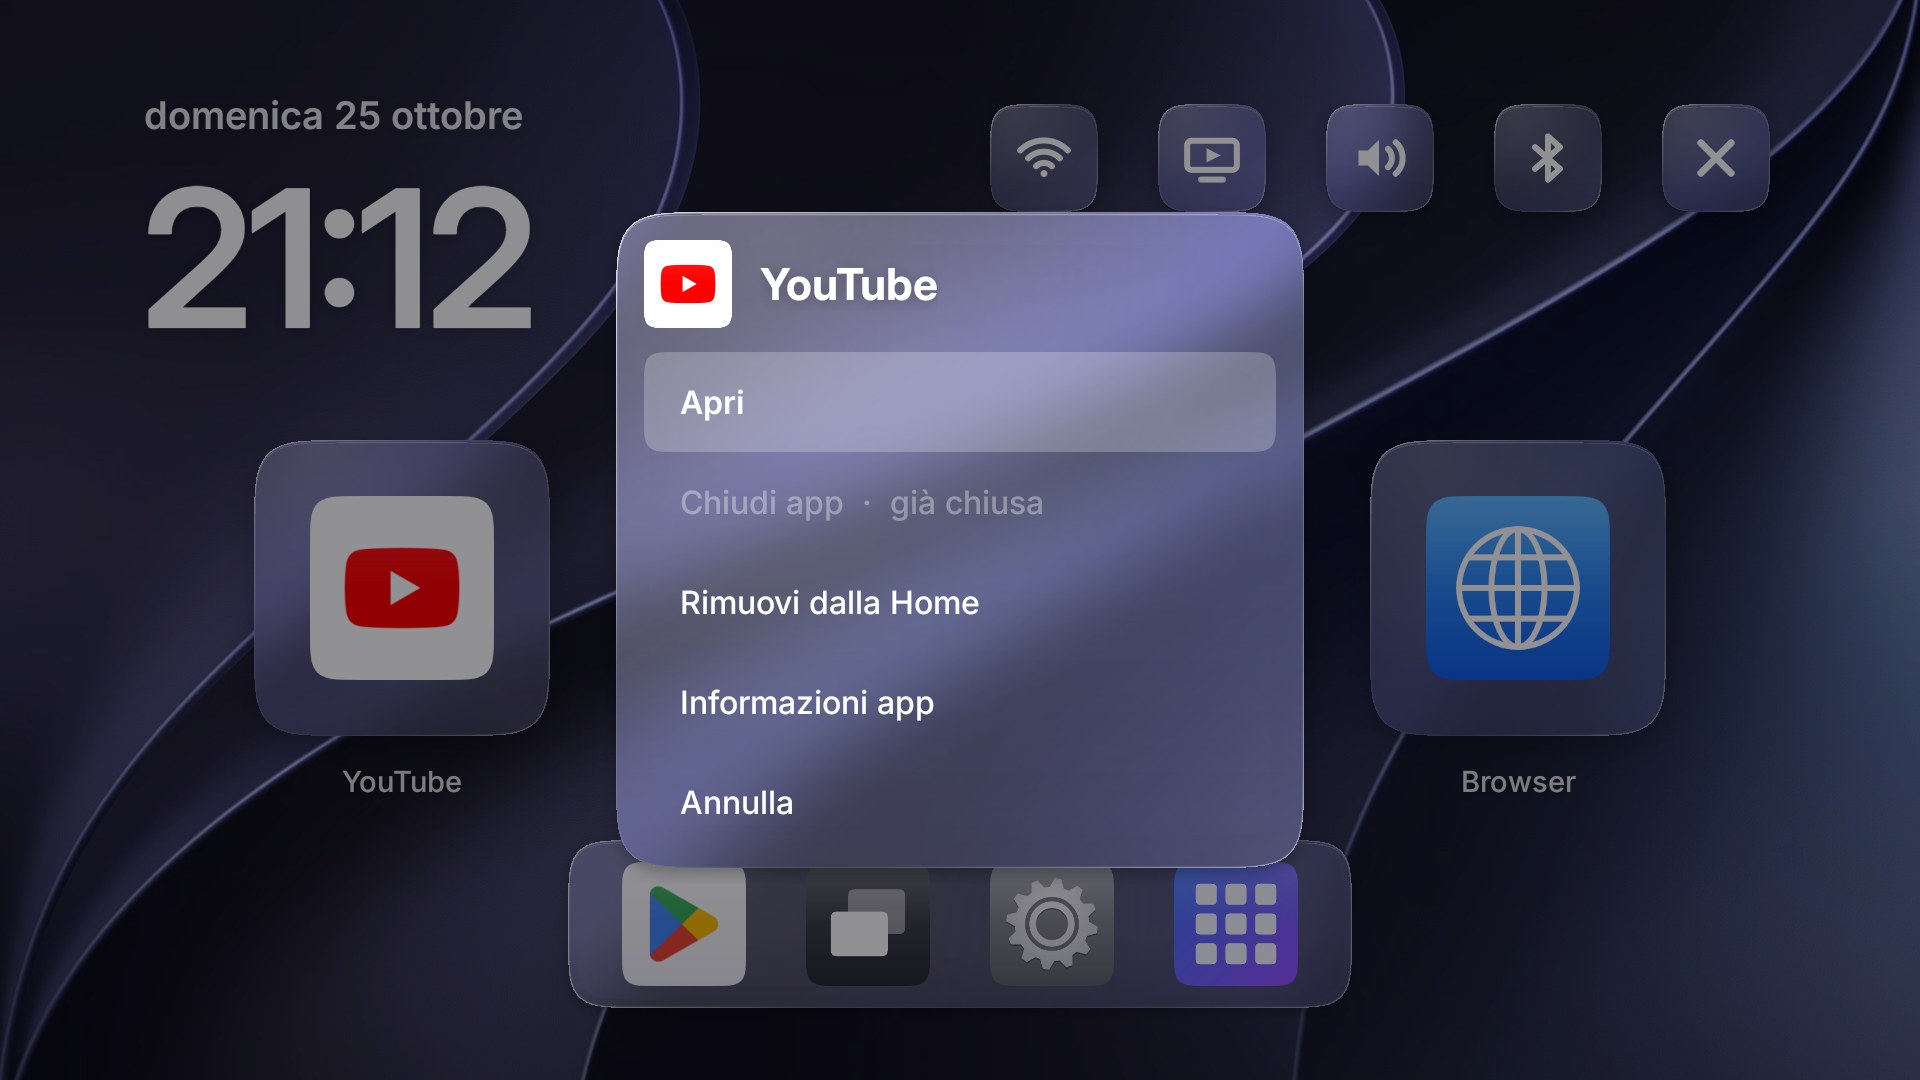 domenica 25 ottobre
21:12
YouTube
Apri
Chiudi app · già chiusa
Rimuovi dalla Home
Informazioni app
Annulla
YouTube
Browser